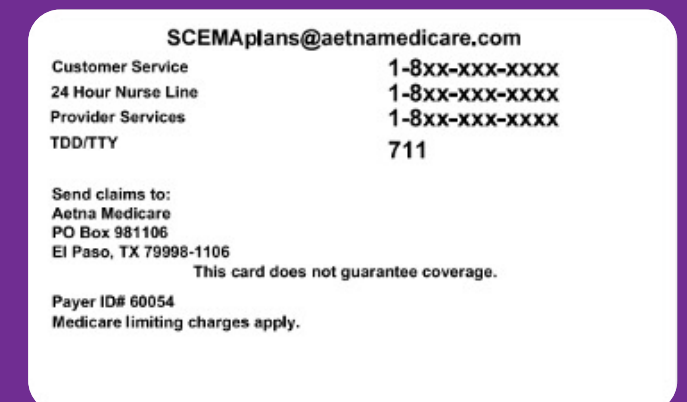 SCEMAplans@aetnamedicare.com
Customer Service 1-8xx-xxx-xxxx
24 Hour Nurse Line 1-8xx-xxx-xxxx
Provider Services 1-8xx-xxx-xxxx
TDD/TTY 711
Send claims to:
Aetna Medicare
PO Box 981106
El Paso, TX 79998-1106
This card does not guarantee coverage.
Payer ID# 60054
Medicare limiting charges apply.